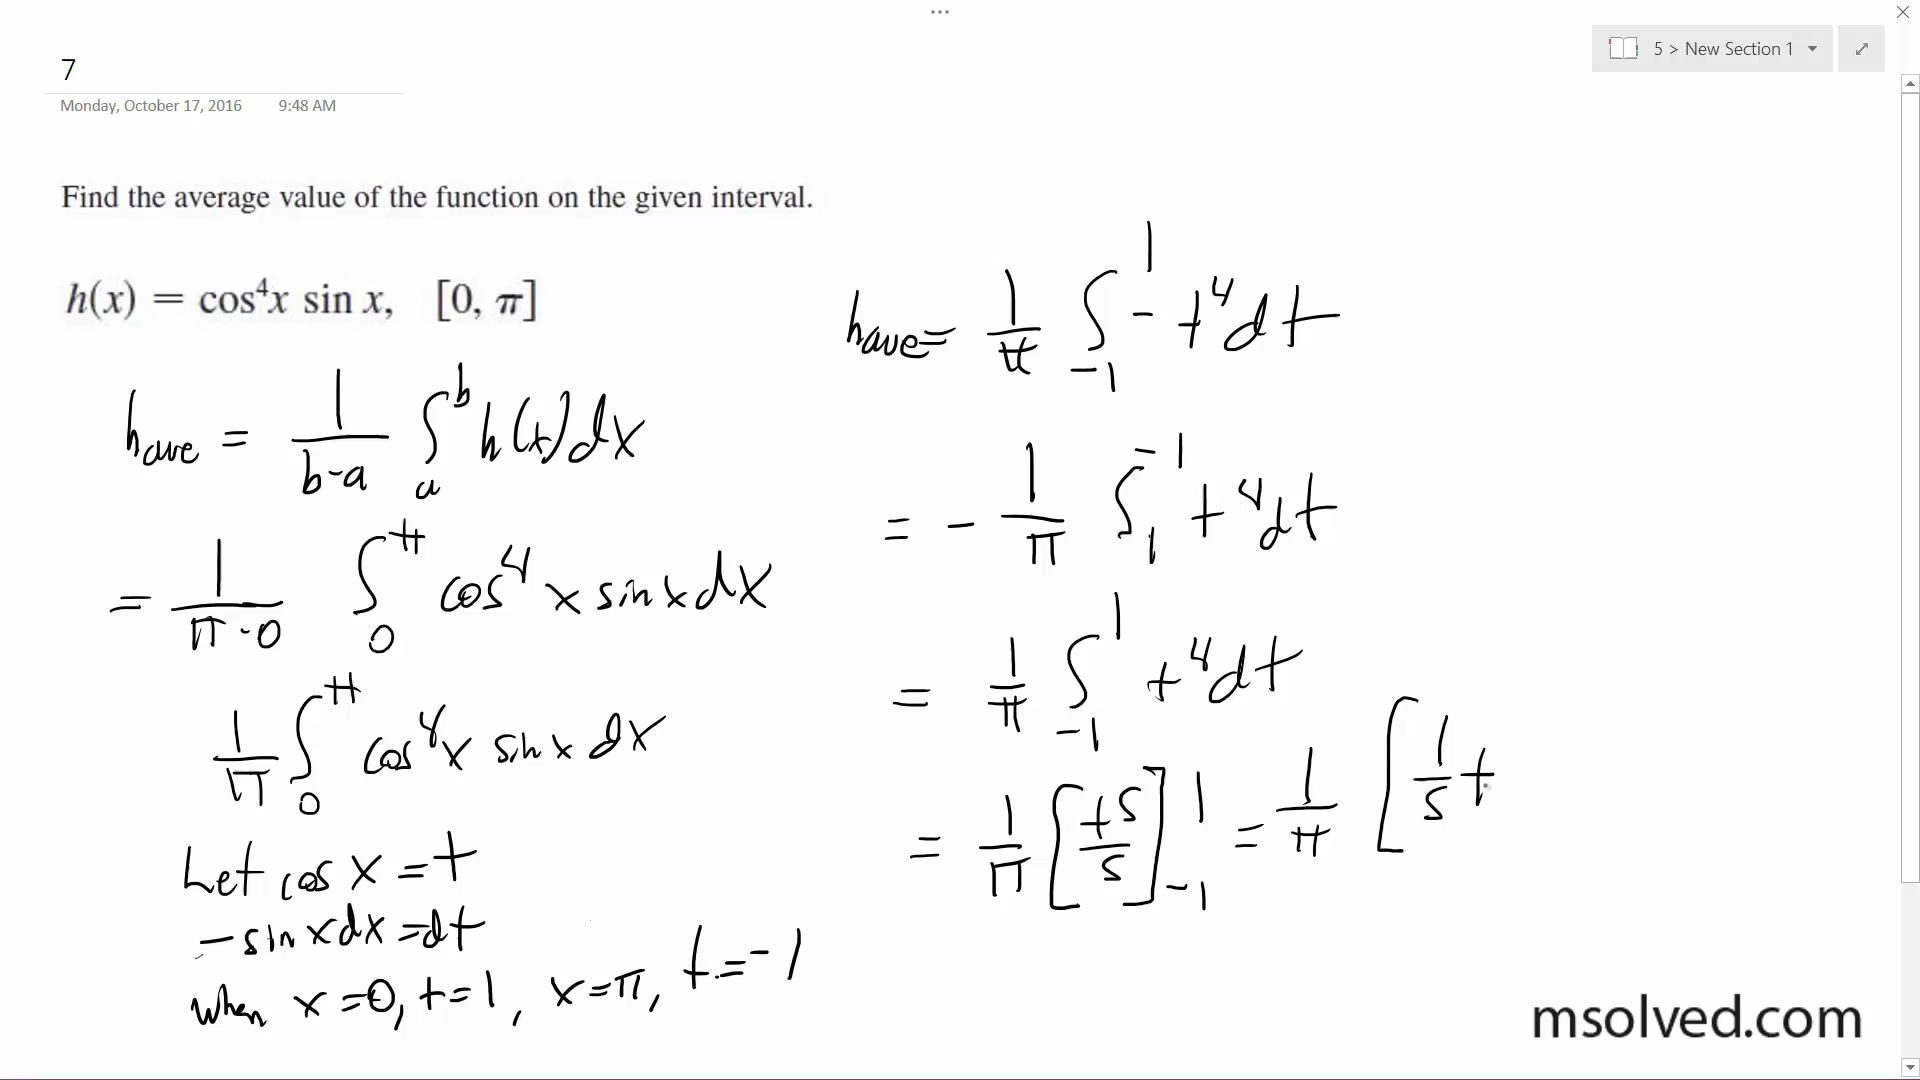 7
Monday, October 17, 2016 9:48 AM
5 > New Section 1
Find the average value of the function on the given interval.
h(x) = cos⁴x sin x, [0, π]
h_ave = 1/(b-a) ∫_a^b h(x)dx
= 1/(π-0) ∫_0^π cos⁴ x sin x dx
1/π ∫_0^π cos⁴x sin x dx
Let cos x = t
-sin x dx = dt
when x=0, t=1, x=π, t=-1
h_ave = 1/π ∫_{-1}^1 - t⁴dt
= - 1/π ∫_1^{-1} t⁴dt
= 1/π ∫_{-1}^1 t⁴dt
= 1/π [t⁵/5]_{-1}^1 = 1/π [1/5 +
msolved.com